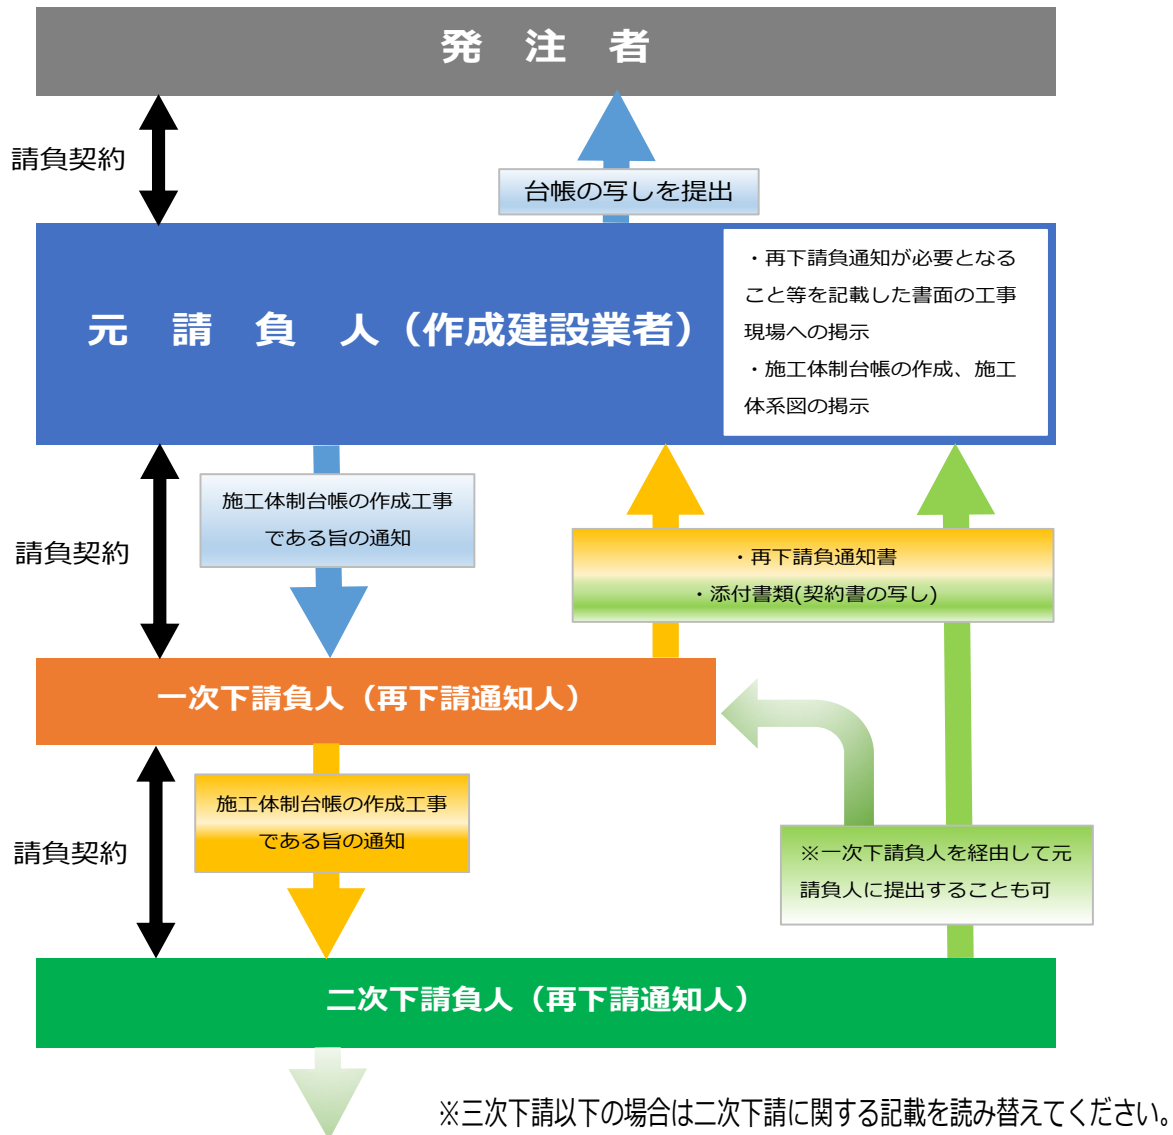 発　注　者
請負契約
台帳の写しを提出
元　請　負　人（作成建設業者）
・再下請負通知が必要となる
こと等を記載した書面の工事
現場への掲示
・施工体制台帳の作成、施工
体系図の掲示
請負契約
施工体制台帳の作成工事
である旨の通知
・再下請負通知書
・添付書類(契約書の写し)
一次下請負人（再下請通知人）
請負契約
施工体制台帳の作成工事
である旨の通知
※一次下請負人を経由して元
請負人に提出することも可
二次下請負人（再下請通知人）
※三次下請以下の場合は二次下請に関する記載を読み替えてください。